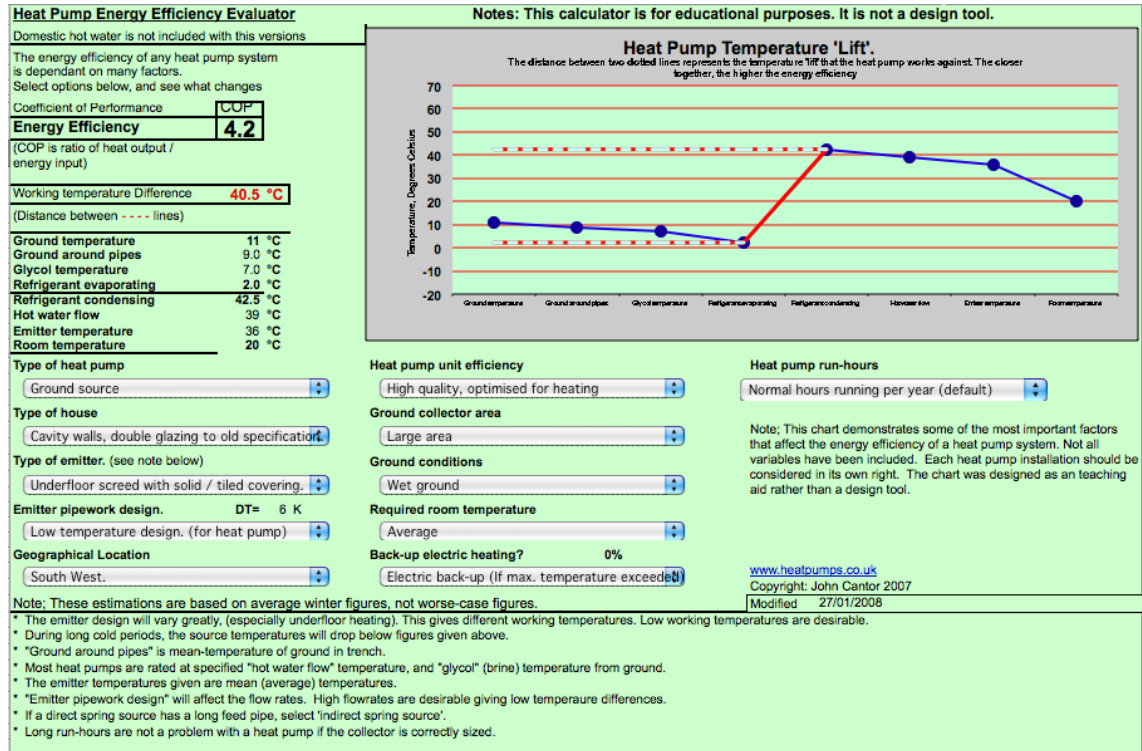 Heat Pump Energy Efficiency Evaluator
Notes: This calculator is for educational purposes. It is not a design tool.
Domestic hot water is not included with this versions
The energy efficiency of any heat pump system
is dependant on many factors.
Select options below, and see what changes
Coefficient of Performance COP
Energy Efficiency 4.2
(COP is ratio of heat output /
energy input)
Working temperature Difference 40.5 °C
(Distance between - - - - lines)
Ground temperature 11 °C
Ground around pipes 9.0 °C
Glycol temperature 7.0 °C
Refrigerant evaporating 2.0 °C
Refrigerant condensing 42.5 °C
Hot water flow 39 °C
Emitter temperature 36 °C
Room temperature 20 °C
Heat Pump Temperature 'Lift'.
The distance between two dotted lines represents the temperature 'lift' that the heat pump works against. The closer
together, the higher the energy efficiency
Temperature, Degrees Celsius
70
60
50
40
30
20
10
0
-10
-20
Ground temperature Ground around pipes Glycol temperature Refrigerant evaporating Refrigerant condensing Hot water flow Emitter temperature Room temperature
Type of heat pump
Ground source
Type of house
Cavity walls, double glazing to old specification.
Type of emitter. (see note below)
Underfloor screed with solid / tiled covering.
Emitter pipework design. DT= 6 K
Low temperature design. (for heat pump)
Geographical Location
South West.
Heat pump unit efficiency
High quality, optimised for heating
Ground collector area
Large area
Ground conditions
Wet ground
Required room temperature
Average
Back-up electric heating? 0%
Electric back-up (If max. temperature exceeded)
Heat pump run-hours
Normal hours running per year (default)
Note; This chart demonstrates some of the most important factors
that affect the energy efficiency of a heat pump system. Not all
variables have been included. Each heat pump installation should be
considered in its own right. The chart was designed as an teaching
aid rather than a design tool.
www.heatpumps.co.uk
Copyright: John Cantor 2007
Modified 27/01/2008
Note; These estimations are based on average winter figures, not worse-case figures.
* The emitter design will vary greatly, (especially underfloor heating). This gives different working temperatures. Low working temperatures are desirable.
* During long cold periods, the source temperatures will drop below figures given above.
* "Ground around pipes" is mean-temperature of ground in trench.
* Most heat pumps are rated at specified "hot water flow" temperature, and "glycol" (brine) temperature from ground.
* The emitter temperatures given are mean (average) temperatures.
* "Emitter pipework design" will affect the flow rates. High flowrates are desirable giving low temperaure differences.
* If a direct spring source has a long feed pipe, select 'indirect spring source'.
* Long run-hours are not a problem with a heat pump if the collector is correctly sized.